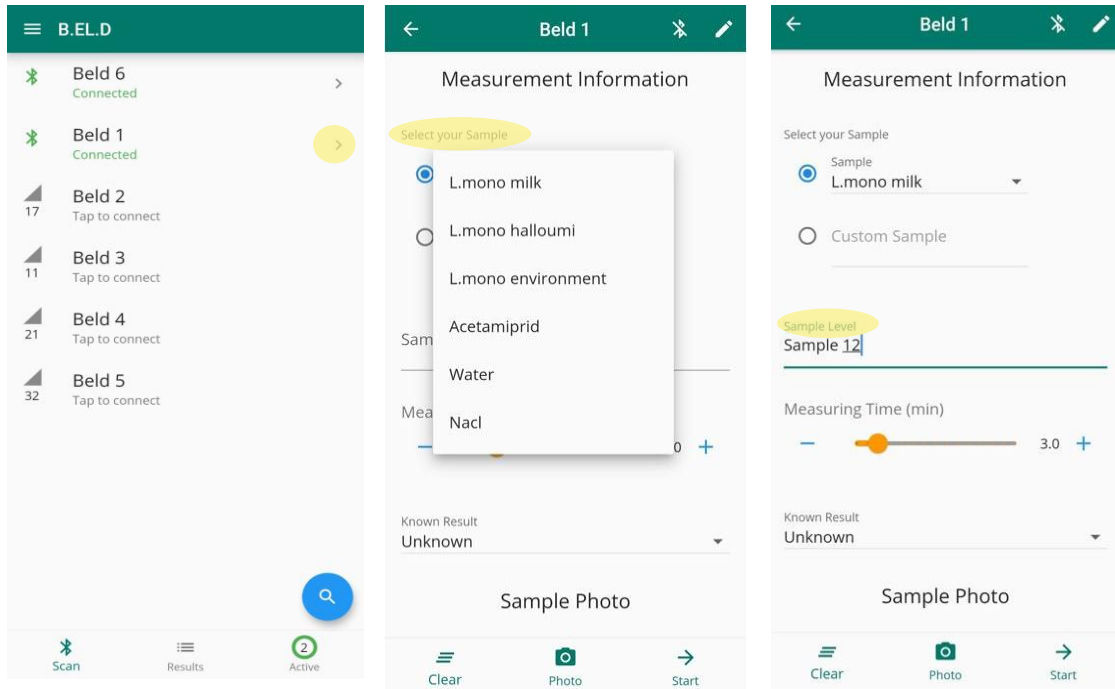 B.EL.D
Beld 6
Connected
Beld 1
Connected
Beld 2
17
Tap to connect
Beld 3
11
Tap to connect
Beld 4
21
Tap to connect
Beld 5
32
Tap to connect
Scan
Results
2
Active
Beld 1
Measurement Information
Select your Sample
L.mono milk
L.mono halloumi
L.mono environment
Acetamiprid
Water
Nacl
Sam
Mea
0
Known Result
Unknown
Sample Photo
Clear
Photo
Start
Beld 1
Measurement Information
Select your Sample
Sample
L.mono milk
Custom Sample
Sample Level
Sample 12
Measuring Time (min)
3.0
Known Result
Unknown
Sample Photo
Clear
Photo
Start